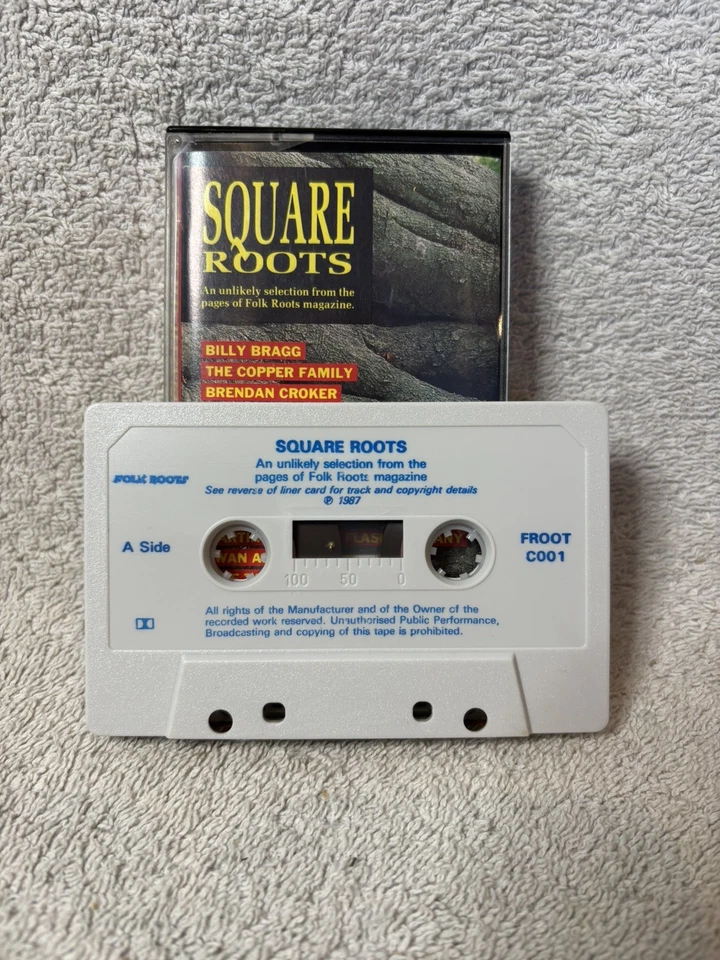 SQUARE
ROOTS
An unlikely selection from the
pages of Folk Roots magazine.
BILLY BRAGG
THE COPPER FAMILY
BRENDAN CROKER
SQUARE ROOTS
An unlikely selection from the
pages of Folk Roots magazine
See reverse of liner card for track and copyright details
℗ 1987
FOLK ROOTS
A Side
FROOT
C001
100 50 0
All rights of the Manufacturer and of the Owner of the
recorded work reserved. Unauthorised Public Performance,
Broadcasting and copying of this tape is prohibited.